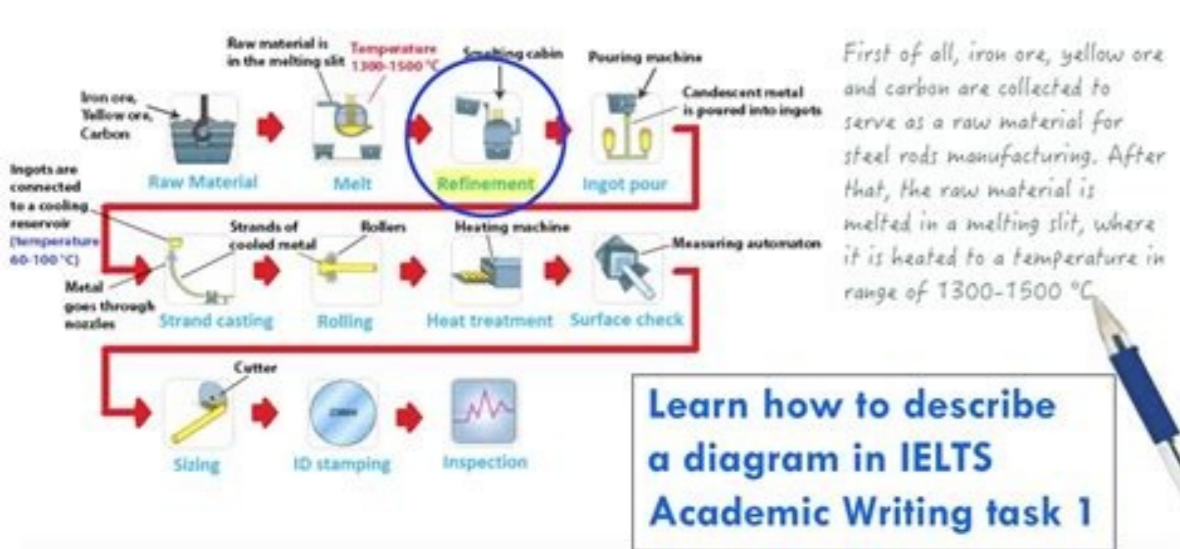 Raw material is
in the melting slit
Temperature
1300-1500 °C
Smelting cabin
Pouring machine
Iron ore,
Yellow ore,
Carbon
Candescent metal
is poured into ingots
Raw Material
Melt
Refinement
Ingot pour
Ingots are
connected
to a cooling
reservoir
(temperature
60-100 °C)
Strands of
cooled metal
Rollers
Heating machine
Measuring automaton
Metal
goes through
nozzles
Strand casting
Rolling
Heat treatment
Surface check
Cutter
Sizing
ID stamping
Inspection
First of all, iron ore, yellow ore
and carbon are collected to
serve as a raw material for
steel rods manufacturing. After
that, the raw material is
melted in a melting slit, where
it is heated to a temperature in
range of 1300-1500 °C
Learn how to describe
a diagram in IELTS
Academic Writing task 1